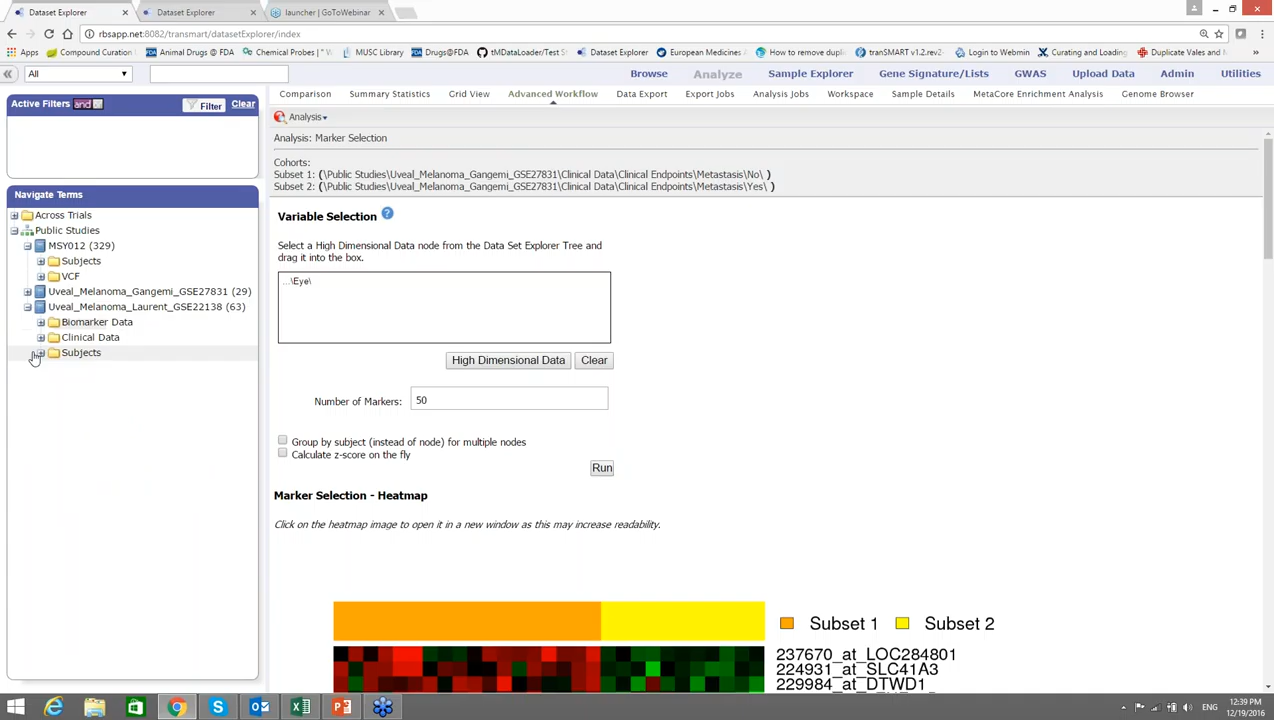 Dataset Explorer
Dataset Explorer
launcher | GoToWebinar
rbsapp.net:8082/transmart/datasetExplorer/index
Apps
Compound Curation
Animal Drugs @ FDA
Chemical Probes | "
MUSC Library
Drugs@FDA
tMDataLoader/Test S
Dataset Explorer
European Medicines
How to remove dupli
tranSMART v1.2.rev2-
Login to Webmin
Curating and Loading
Duplicate Vales and M
All
Browse
Analyze
Sample Explorer
Gene Signature/Lists
GWAS
Upload Data
Admin
Utilities
Active Filters and
Filter
Clear
Comparison
Summary Statistics
Grid View
Advanced Workflow
Data Export
Export Jobs
Analysis Jobs
Workspace
Sample Details
MetaCore Enrichment Analysis
Genome Browser
Analysis
Analysis: Marker Selection
Cohorts:
Subset 1: (\Public Studies\Uveal_Melanoma_Gangemi_GSE27831\Clinical Data\Clinical Endpoints\Metastasis\No\ )
Subset 2: (\Public Studies\Uveal_Melanoma_Gangemi_GSE27831\Clinical Data\Clinical Endpoints\Metastasis\Yes\ )
Navigate Terms
Across Trials
Public Studies
MSY012 (329)
Subjects
VCF
Uveal_Melanoma_Gangemi_GSE27831 (29)
Uveal_Melanoma_Laurent_GSE22138 (63)
Biomarker Data
Clinical Data
Subjects
Variable Selection
Select a High Dimensional Data node from the Data Set Explorer Tree and
drag it into the box.
...\Eye\
High Dimensional Data
Clear
Number of Markers:
50
Group by subject (instead of node) for multiple nodes
Calculate z-score on the fly
Run
Marker Selection - Heatmap
Click on the heatmap image to open it in a new window as this may increase readability.
Subset 1
Subset 2
237670_at_LOC284801
224931_at_SLC41A3
229984_at_DTWD1
ENG
12:39 PM
12/19/2016